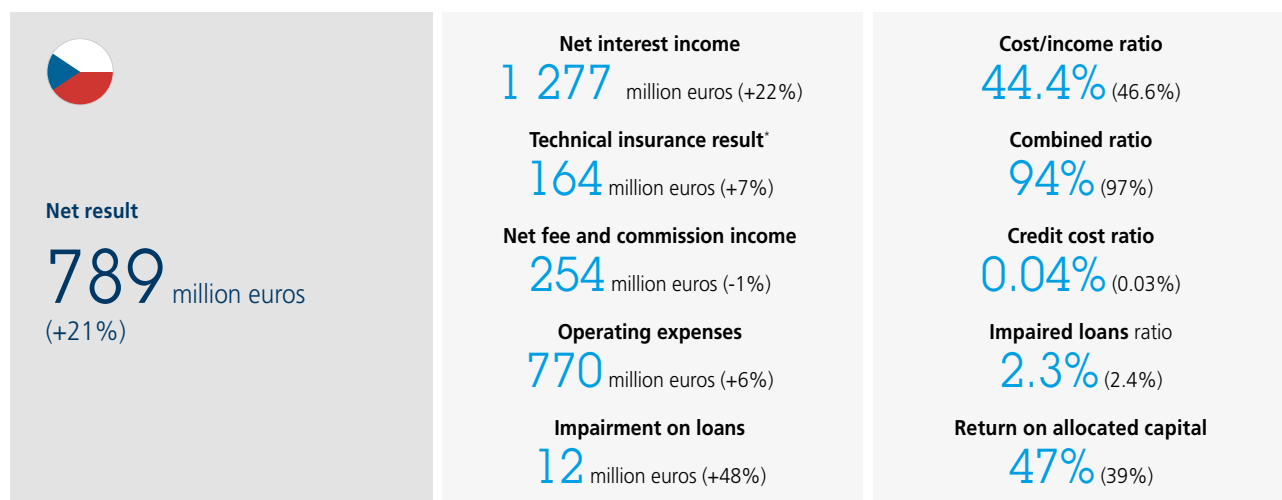 Net result
789 million euros
(+21%)
Net interest income
1 277 million euros (+22%)
Technical insurance result*
164 million euros (+7%)
Net fee and commission income
254 million euros (-1%)
Operating expenses
770 million euros (+6%)
Impairment on loans
12 million euros (+48%)
Cost/income ratio
44.4% (46.6%)
Combined ratio
94% (97%)
Credit cost ratio
0.04% (0.03%)
Impaired loans ratio
2.3% (2.4%)
Return on allocated capital
47% (39%)